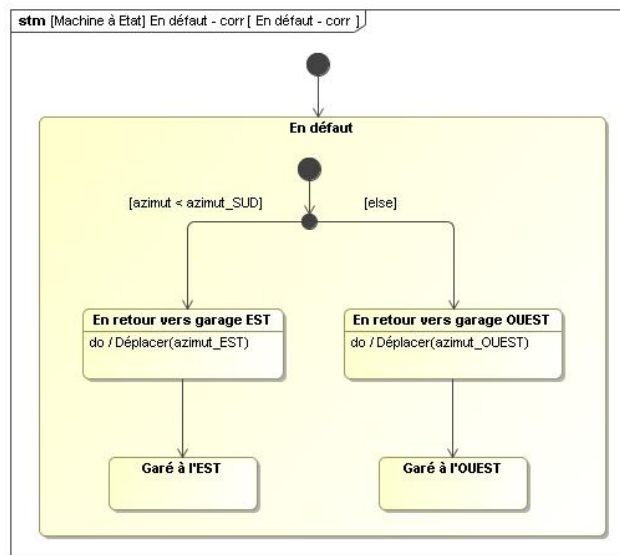 stm [Machine à Etat] En défaut - corr [ En défaut - corr ]
En défaut
[azimut < azimut_SUD]
[else]
En retour vers garage EST
do / Déplacer(azimut_EST)
En retour vers garage OUEST
do / Déplacer(azimut_OUEST)
Garé à l'EST
Garé à l'OUEST